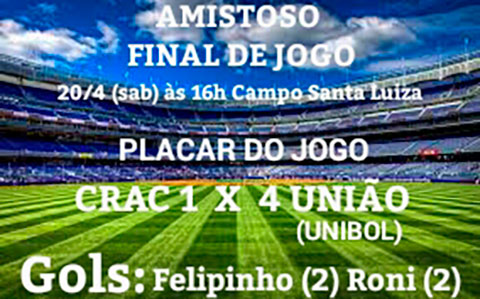 AMISTOSO
FINAL DE JOGO
20/4 (sab) às 16h Campo Santa Luiza
PLACAR DO JOGO
CRAC 1 X 4 UNIÃO
(UNIBOL)
Gols: Felipinho (2) Roni (2)